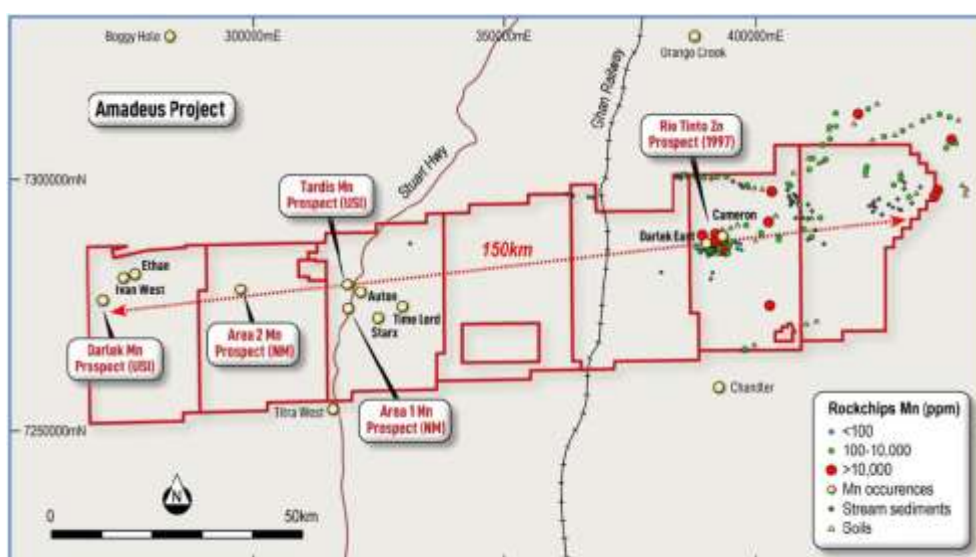 Boggy Hole
300000mE
350000mE
Orango Creek
400000mE
Amadeus Project
Stuart Hwy
Ghan Railway
Rio Tinto Zn
Prospect (1997)
7300000mN
Tardis Mn
Prospect (USI)
Cameron
Darlek East
150km
Ethan
Ivan West
Auton
Time Lord
Starx
Darlek Mn
Prospect (USI)
Area 2 Mn
Prospect (NM)
Area 1 Mn
Prospect (NM)
Titra West
Chandler
7250000mN
N
0
50km
Rockchips Mn (ppm)
<100
100-10,000
>10,000
Mn occurences
Stream sediments
Soils